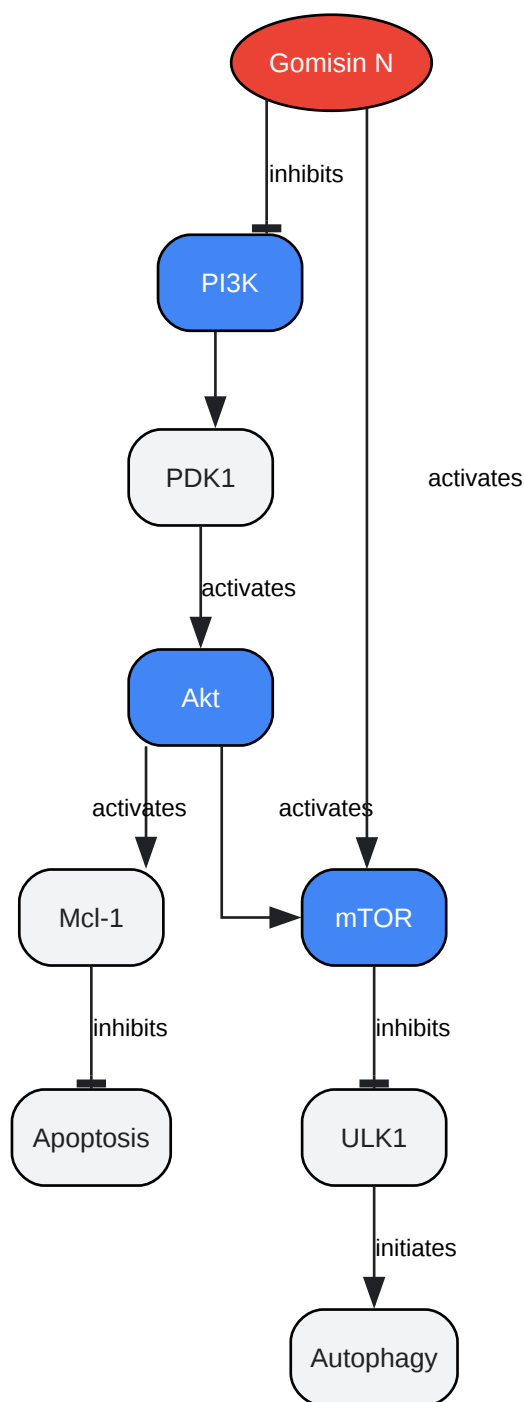 Gomisin N
inhibits
PI3K
PDK1
activates
activates
Akt
activates
activates
Mcl-1
mTOR
inhibits
inhibits
Apoptosis
ULK1
initiates
Autophagy